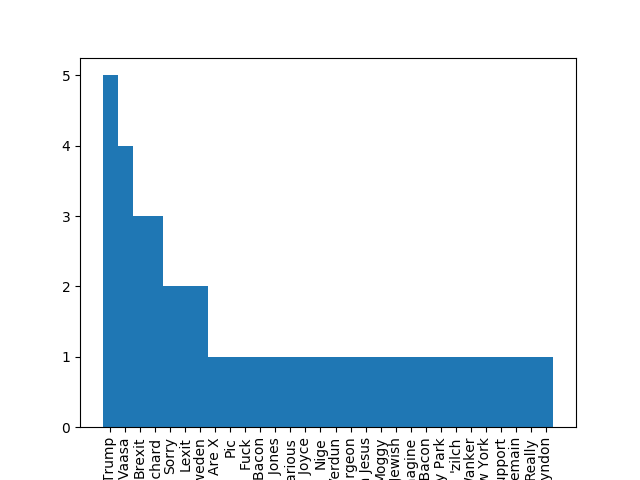 5
4
3
2
1
0
Trump
Vaasa
Brexit
chard
Sorry
Lexit
weden
Are X
Pic
Fuck
Bacon
Jones
arious
Joyce
Nige
erdun
rgeon
Jesus
Moggy
Jewish
agine
Bacon
y Park
'zilch
Wanker
w York
upport
emain
Really
yndon